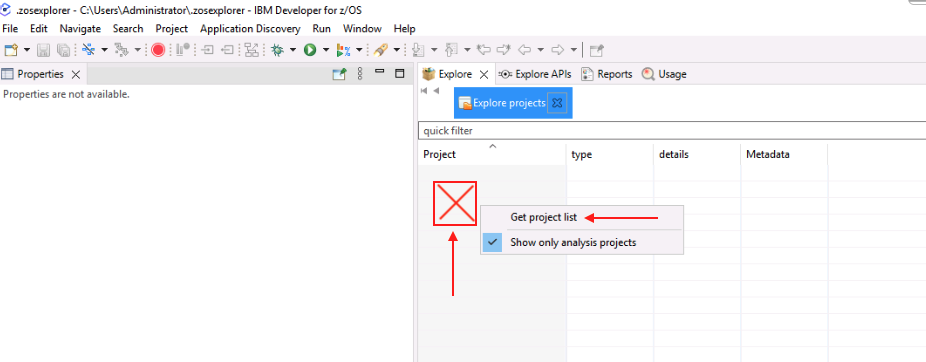 .zosexplorer - C:\Users\Administrator\.zosexplorer - IBM Developer for z/OS
File Edit Navigate Search Project Application Discovery Run Window Help
Properties
Explore Explore APIs Reports Usage
Properties are not available.
Explore projects
quick filter
Project type details Metadata
Get project list
Show only analysis projects